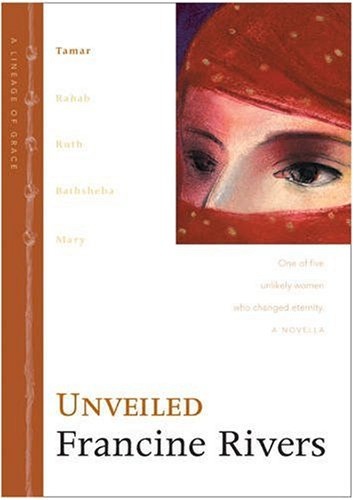 A LINEAGE OF GRACE
Tamar
Rahab
Ruth
Bathsheba
Mary
One of five
unlikely women
who changed eternity.
A NOVELLA
UNVEILED
Francine Rivers